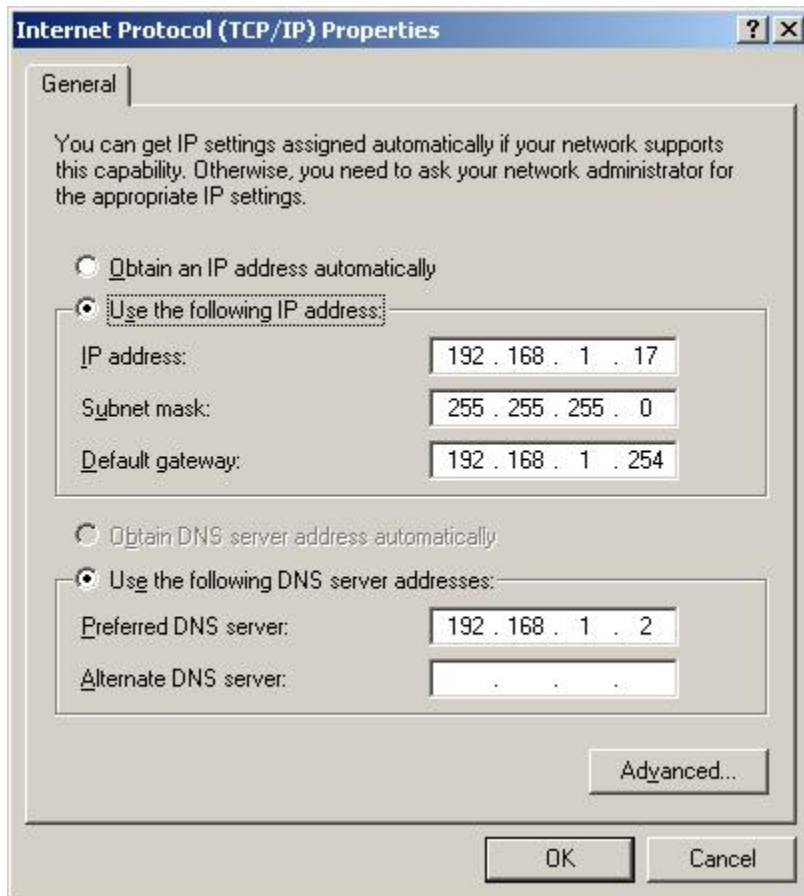 Internet Protocol (TCP/IP) Properties
General
You can get IP settings assigned automatically if your network supports
this capability. Otherwise, you need to ask your network administrator for
the appropriate IP settings.
Obtain an IP address automatically
Use the following IP address:
IP address: 192 . 168 . 1 . 17
Subnet mask: 255 . 255 . 255 . 0
Default gateway: 192 . 168 . 1 . 254
Obtain DNS server address automatically
Use the following DNS server addresses:
Preferred DNS server: 192 . 168 . 1 . 2
Alternate DNS server: . . .
Advanced...
OK Cancel